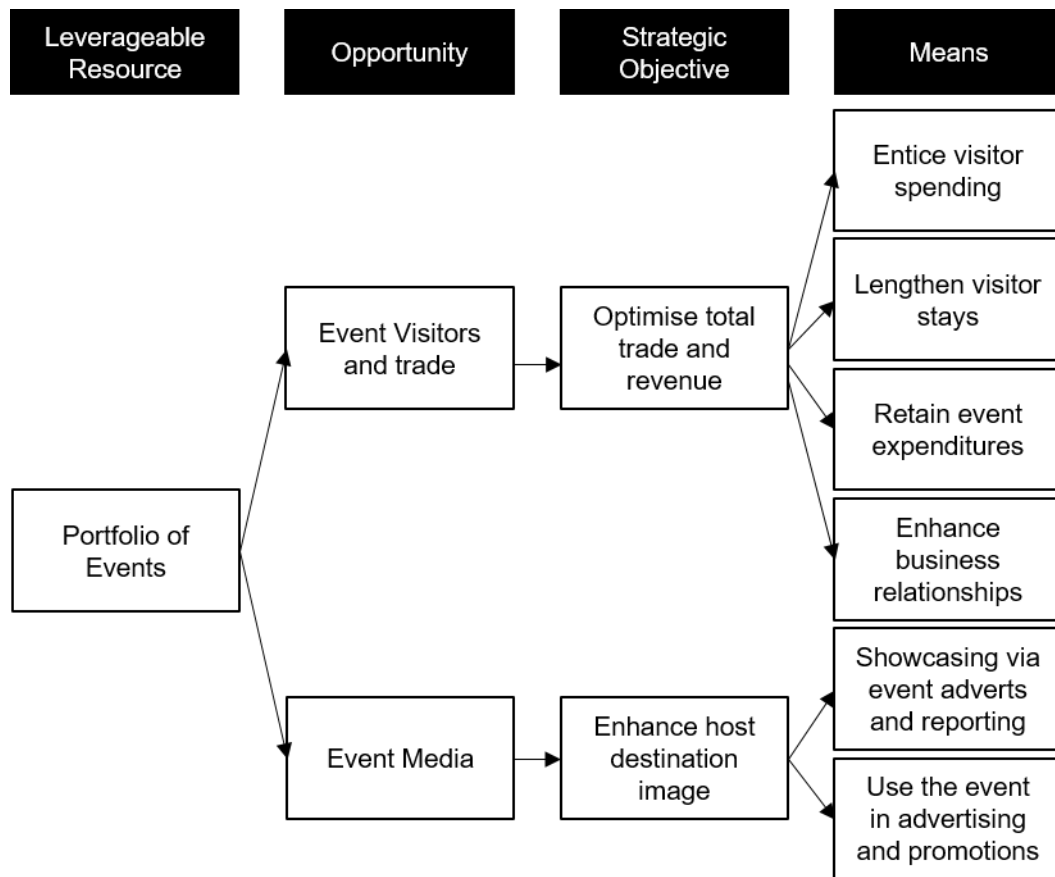 Leverageable
Resource
Opportunity
Strategic
Objective
Means
Entice visitor
spending
Lengthen visitor
stays
Event Visitors
and trade
Optimise total
trade and
revenue
Retain event
expenditures
Portfolio of
Events
Enhance
business
relationships
Showcasing via
event adverts
and reporting
Event Media
Enhance host
destination
image
Use the event
in advertising
and promotions